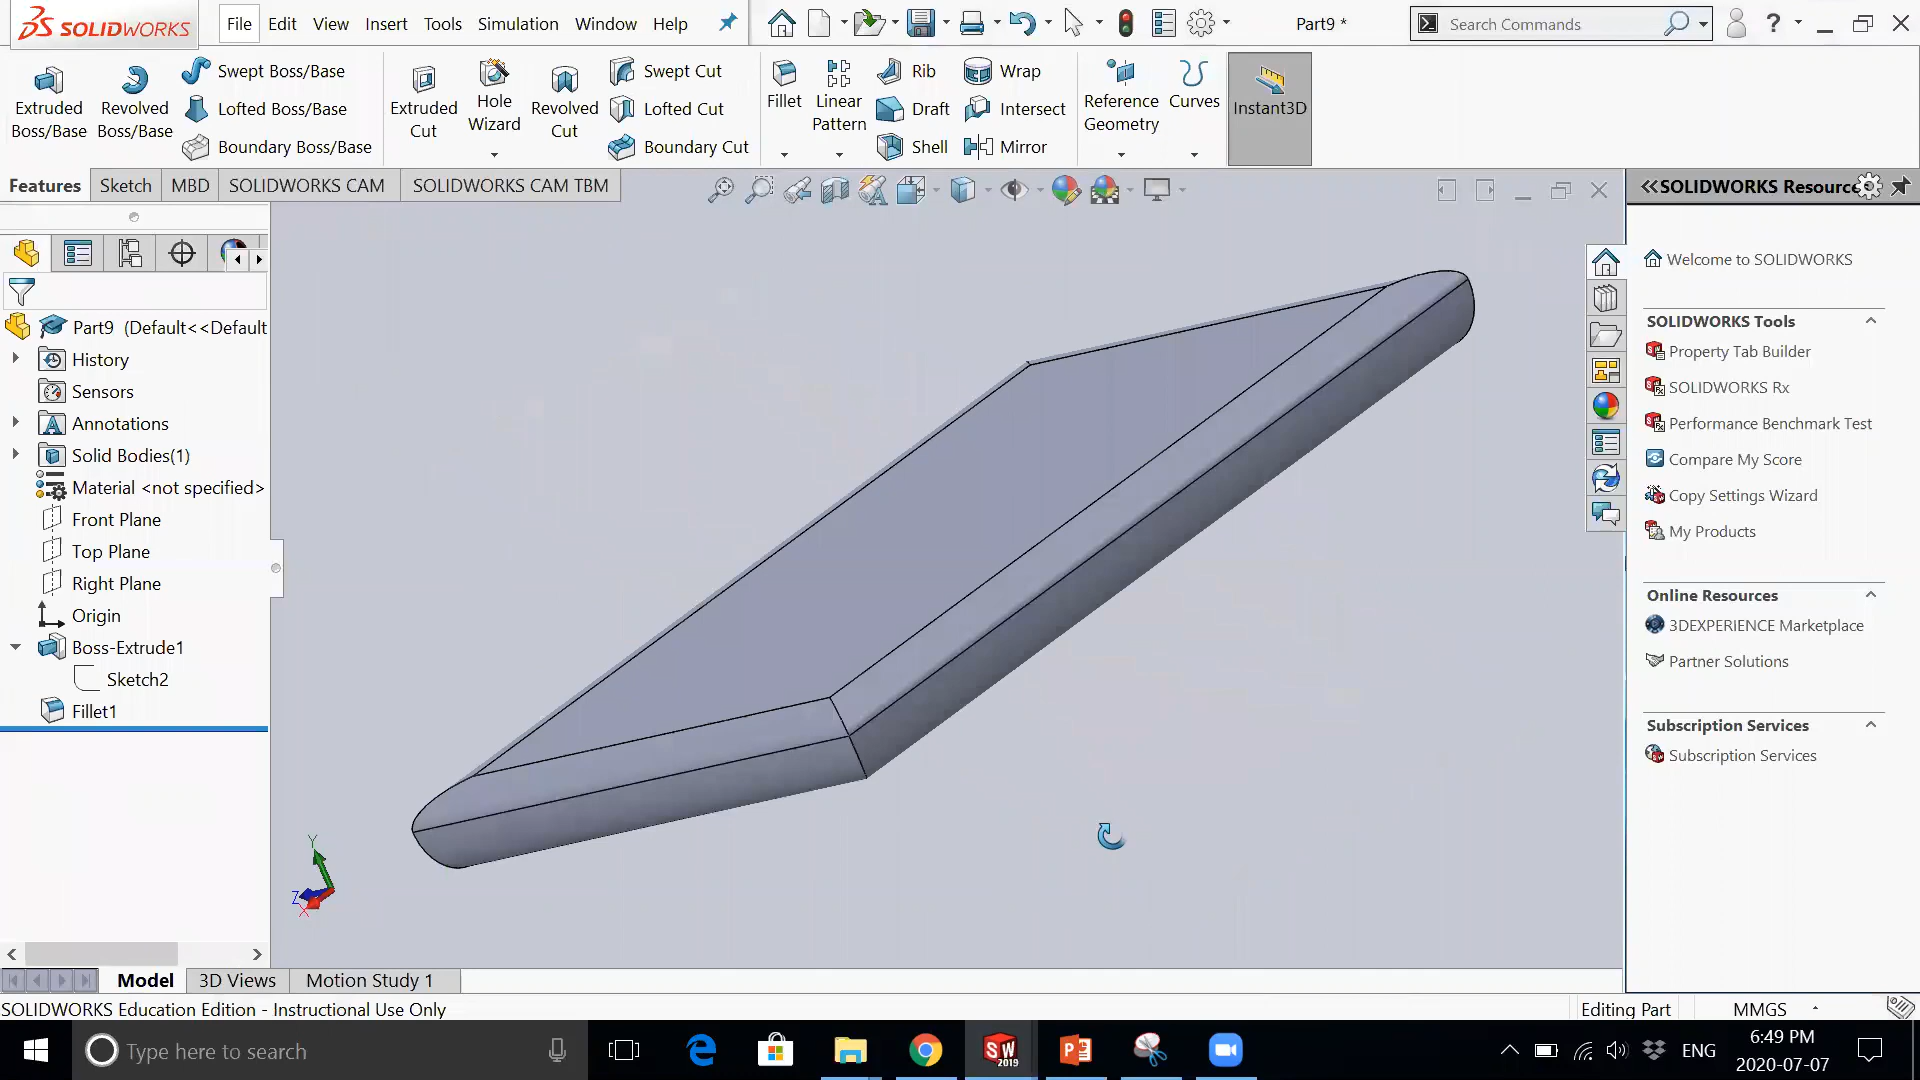 SOLIDWORKS File Edit View Insert Tools Simulation Window Help Part9 * Search Commands ?
Extruded Boss/Base
Revolved Boss/Base
Swept Boss/Base
Lofted Boss/Base
Boundary Boss/Base
Extruded Cut
Hole Wizard
Revolved Cut
Swept Cut
Lofted Cut
Boundary Cut
Fillet
Linear Pattern
Rib
Draft
Shell
Wrap
Intersect
Mirror
Reference Geometry
Curves
Instant3D
Features Sketch MBD SOLIDWORKS CAM SOLIDWORKS CAM TBM
Part9 (Default<<Default
History
Sensors
Annotations
Solid Bodies(1)
Material <not specified>
Front Plane
Top Plane
Right Plane
Origin
Boss-Extrude1
Sketch2
Fillet1
Y
Z
X
SOLIDWORKS Resourc
Welcome to SOLIDWORKS
SOLIDWORKS Tools
Property Tab Builder
SOLIDWORKS Rx
Performance Benchmark Test
Compare My Score
Copy Settings Wizard
My Products
Online Resources
3DEXPERIENCE Marketplace
Partner Solutions
Subscription Services
Subscription Services
Model 3D Views Motion Study 1
SOLIDWORKS Education Edition - Instructional Use Only Editing Part MMGS
Type here to search
SW 2019
ENG
6:49 PM
2020-07-07